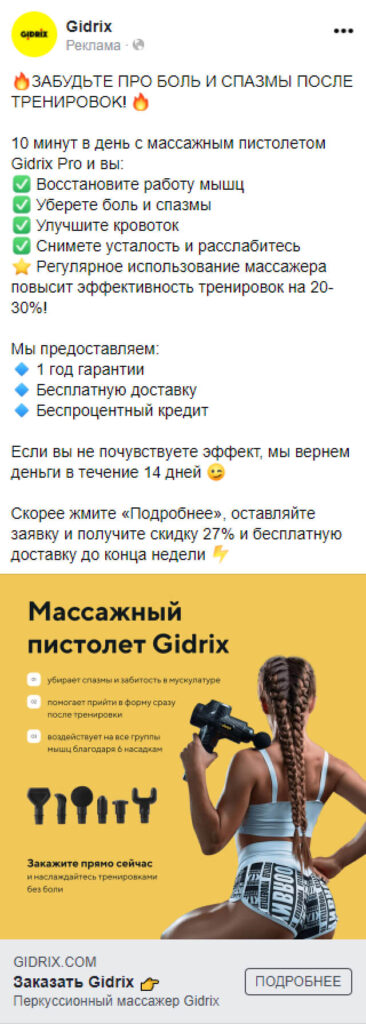 GIDRIX
Gidrix
Реклама ·
•••
🔥ЗАБУДЬТЕ ПРО БОЛЬ И СПАЗМЫ ПОСЛЕ
ТРЕНИРОВОК! 🔥
10 минут в день с массажным пистолетом
Gidrix Pro и вы:
✅ Восстановите работу мышц
✅ Уберете боль и спазмы
✅ Улучшите кровоток
✅ Снимете усталость и расслабитесь
⭐ Регулярное использование массажера
повысит эффективность тренировок на 20-
30%!
Мы предоставляем:
🔹 1 год гарантии
🔹 Бесплатную доставку
🔹 Беспроцентный кредит
Если вы не почувствуете эффект, мы вернем
деньги в течение 14 дней 😉
Скорее жмите «Подробнее», оставляйте
заявку и получите скидку 27% и бесплатную
доставку до конца недели ⚡
Массажный
пистолет Gidrix
01 убирает спазмы и забитость в мускулатуре
02 помогает прийти в форму сразу
после тренировки
03 воздействует на все группы
мышц благодаря 6 насадкам
Закажите прямо сейчас
и наслаждайтесь тренировками
без боли
GIDRIX.COM
Заказать Gidrix 👉
Перкуссионный массажер Gidrix
ПОДРОБНЕЕ